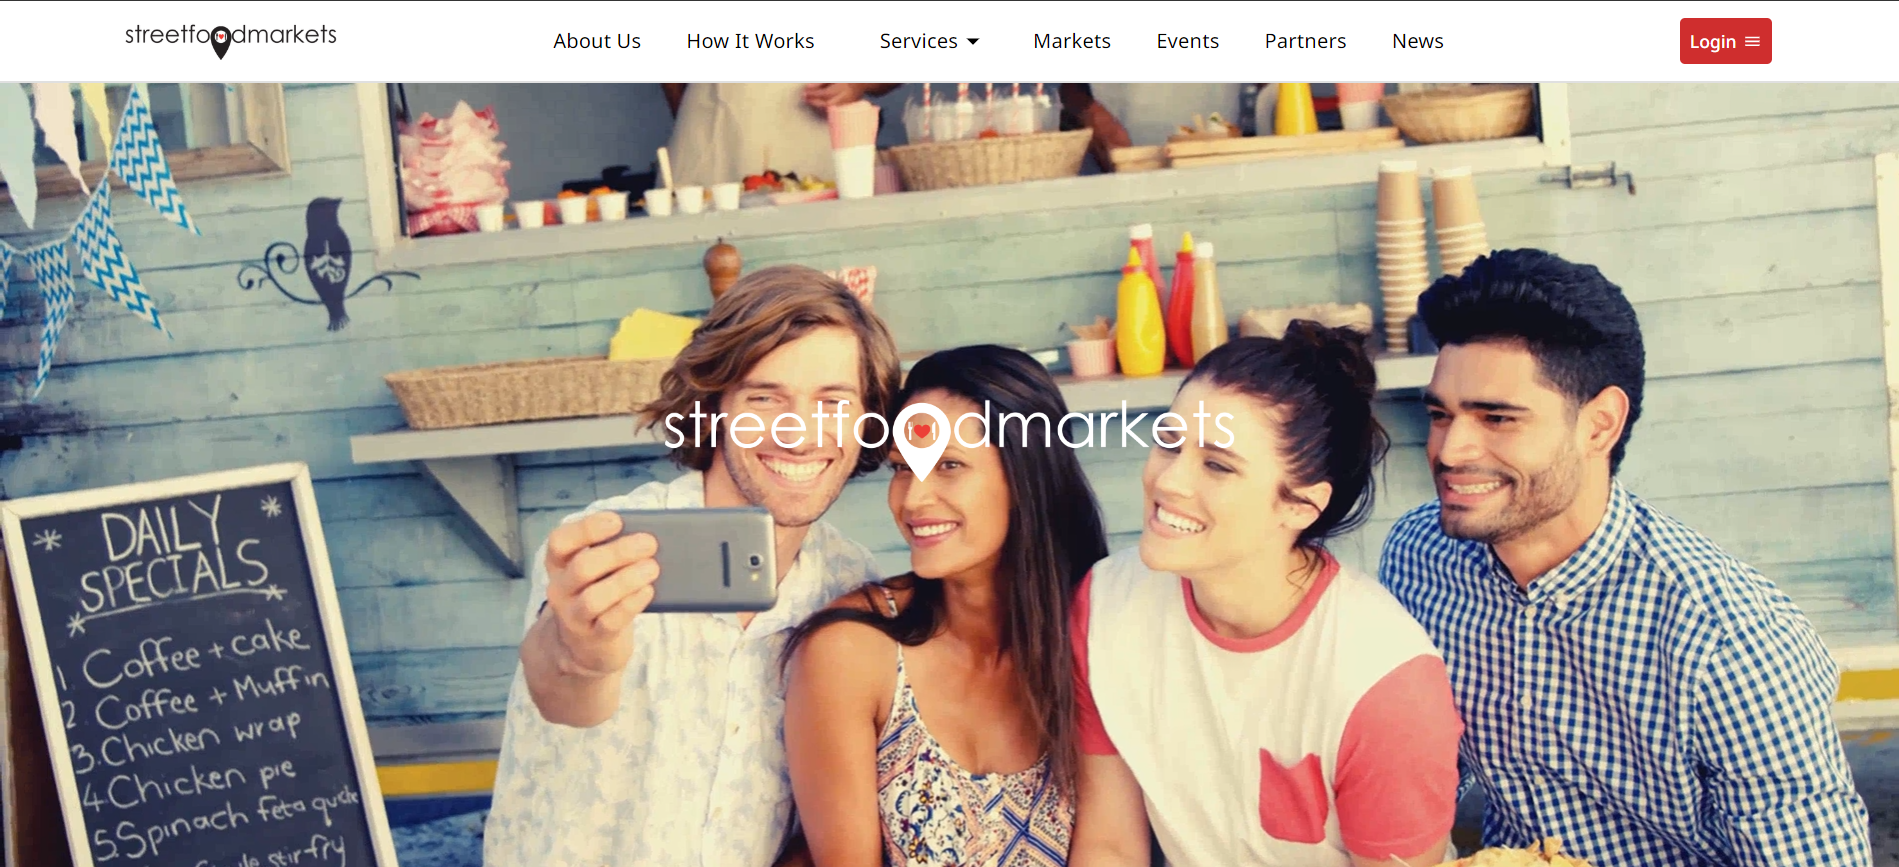 streetfoodmarkets
About Us
How It Works
Services
Markets
Events
Partners
News
Login
streetfoodmarkets
DAILY
SPECIALS
1. Coffee + cake
2. Coffee + Muffin
3. Chicken wrap
4. Chicken pie
5. Spinach feta quiche
stir-fry